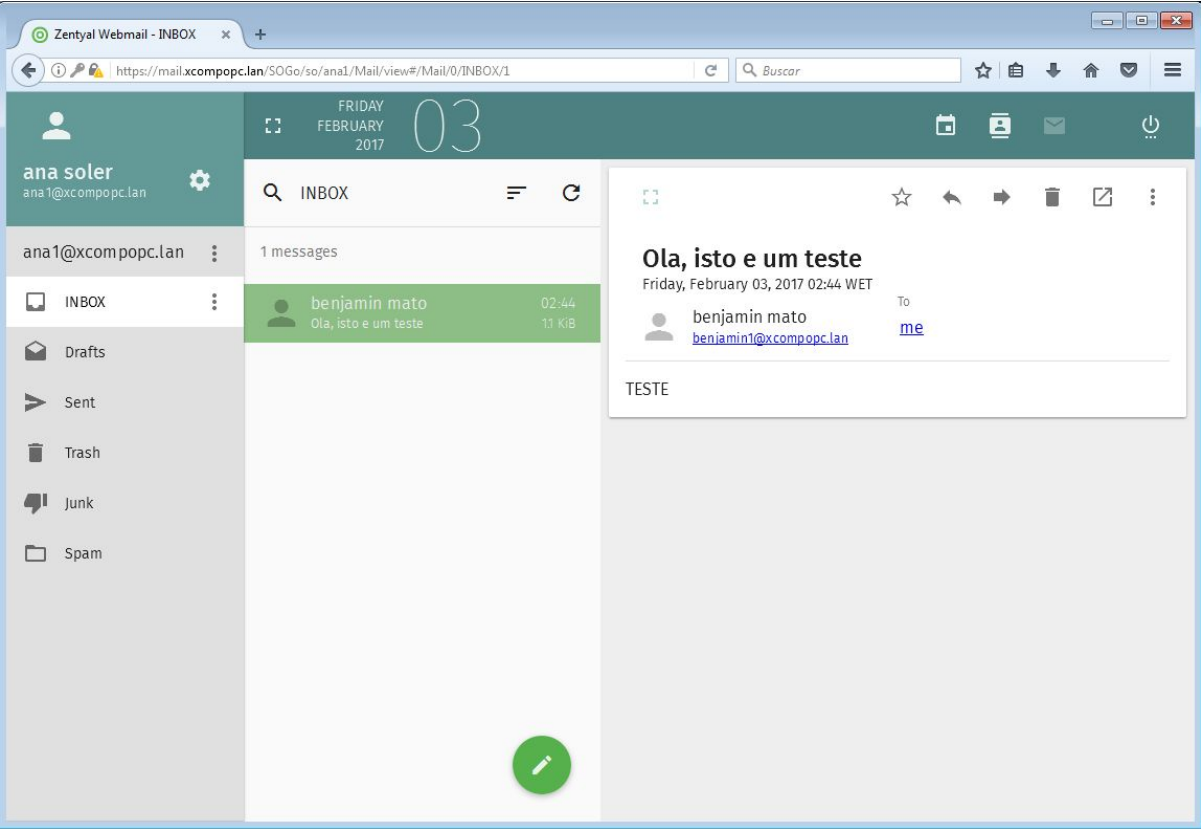 Zentyal Webmail - INBOX
https://mail.xcompopc.lan/SOGo/so/ana1/Mail/view#/Mail/0/INBOX/1
Buscar
ana soler
ana1@xcompopc.lan
FRIDAY
FEBRUARY
2017
03
ana1@xcompopc.lan
INBOX
Drafts
Sent
Trash
Junk
Spam
INBOX
1 messages
benjamin mato 02:44
Ola, isto e um teste 1.1 KiB
Ola, isto e um teste
Friday, February 03, 2017 02:44 WET
benjamin mato
benjamin1@xcompopc.lan
To
me
TESTE